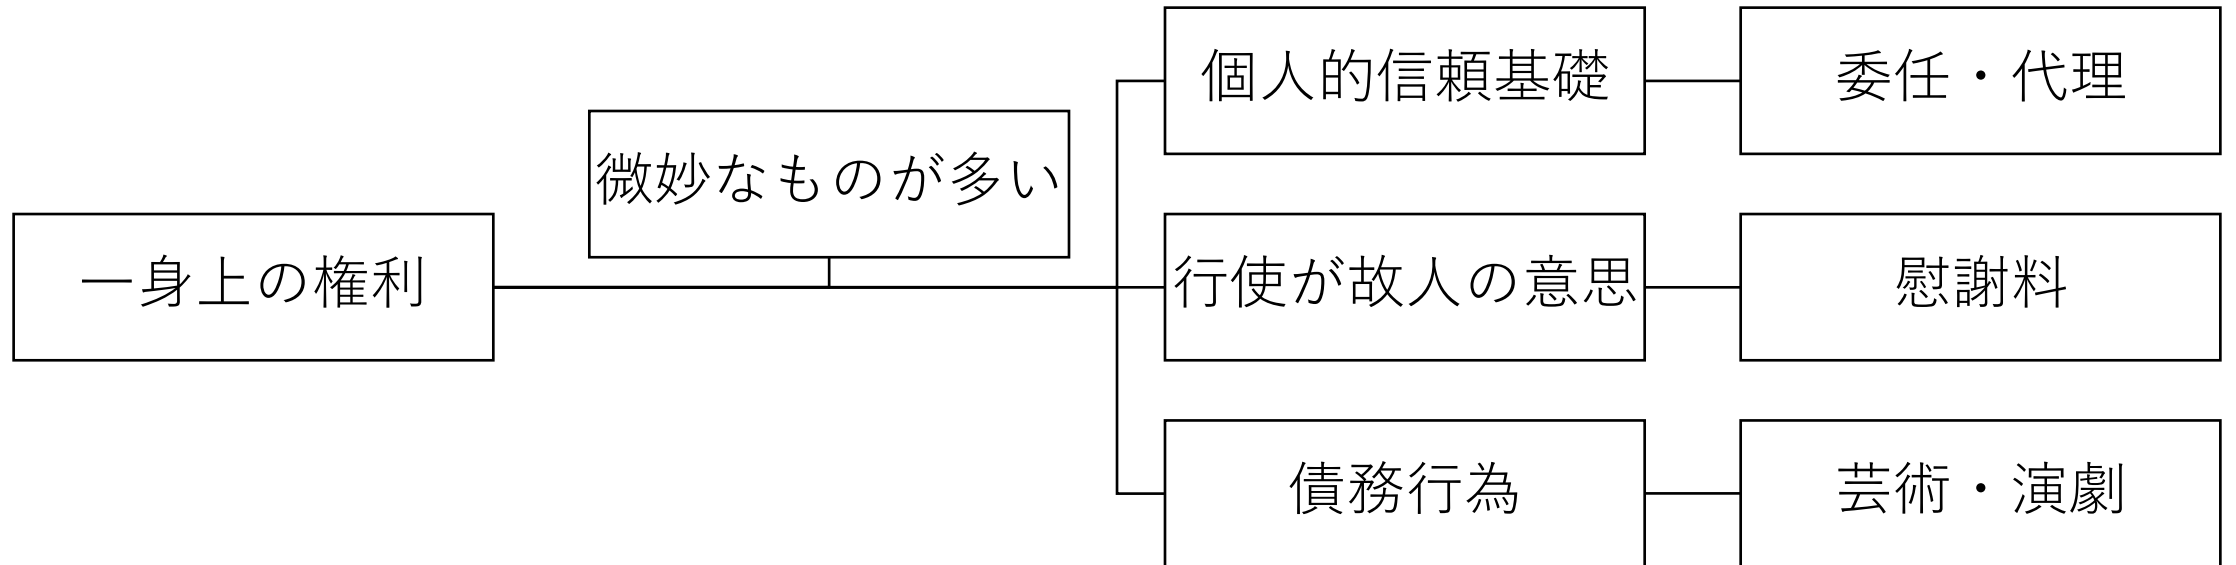 一身上の権利
微妙なものが多い
個人的信頼基礎
委任・代理
行使が故人の意思
慰謝料
債務行為
芸術・演劇